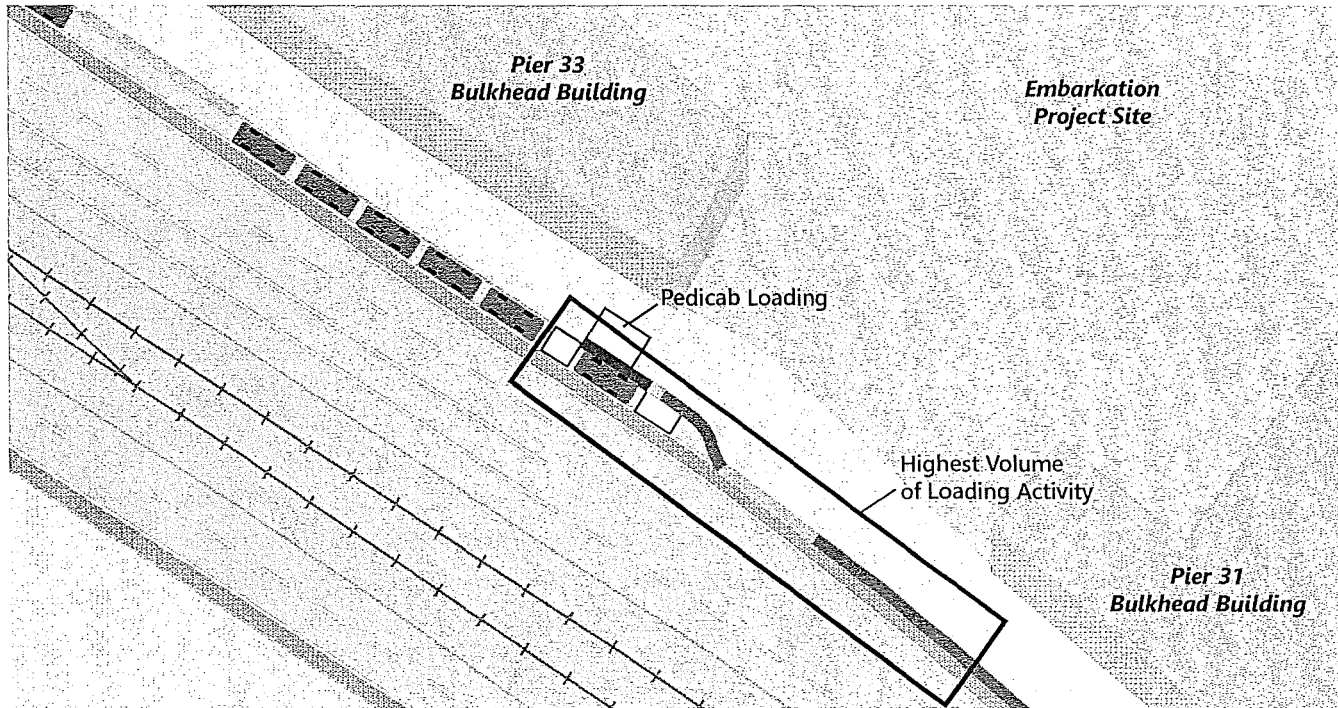 Pier 33
Bulkhead Building
Embarkation
Project Site
Pedicab Loading
Highest Volume
of Loading Activity
Pier 31
Bulkhead Building